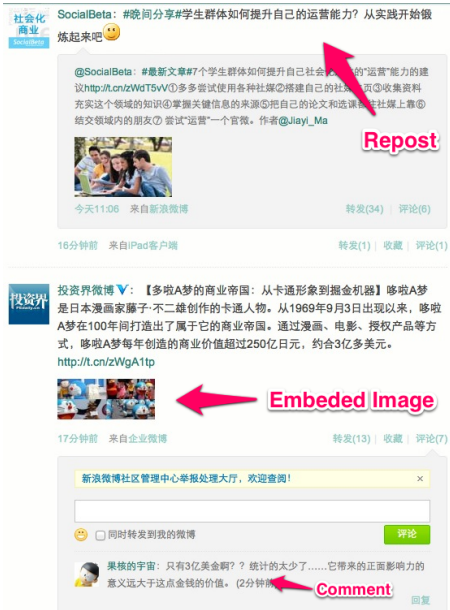 社会化
商业
SocialBeta
SocialBeta：#晚间分享#学生群体如何提升自己的运营能力？从实践开始锻
炼起来吧
@SocialBeta：#最新文章#7个学生群体如何提升自己社会化 的“运营”能力的建
议http://t.cn/zWdT5vV①多多尝试使用各种社媒②搭建自己的社 主页③收集资料
充实这个领域的知识④掌握关键信息的来源⑤把自己的论文和选课 往社媒上靠⑥
结交领域内的朋友⑦ 尝试“运营”一个官微。作者@Jiayi_Ma
Repost
今天11:06 来自新浪微博 转发(34) | 评论(6)
16分钟前 来自iPad客户端 转发(1) | 收藏 | 评论(1)
投资界
投资界微博V：【多啦A梦的商业帝国：从卡通形象到掘金机器】哆啦A梦
是日本漫画家藤子·不二雄创作的卡通人物。从1969年9月3日出现以来，哆啦
A梦在100年间打造出了属于它的商业帝国。通过漫画、电影、授权产品等方
式，哆啦A梦每年创造的商业价值超过250亿日元，约合3亿多美元。
http://t.cn/zWgA1tp
Embeded Image
17分钟前 来自企业微博 转发(13) | 收藏 | 评论(7)
新浪微博社区管理中心举报处理大厅，欢迎查阅！ ×
同时转发到我的微博 评论
果核的宇宙：只有3亿美金啊？？统计的太少了……它带来的正面影响力的
意义远大于这点金钱的价值。 (2分钟前
Comment
回复